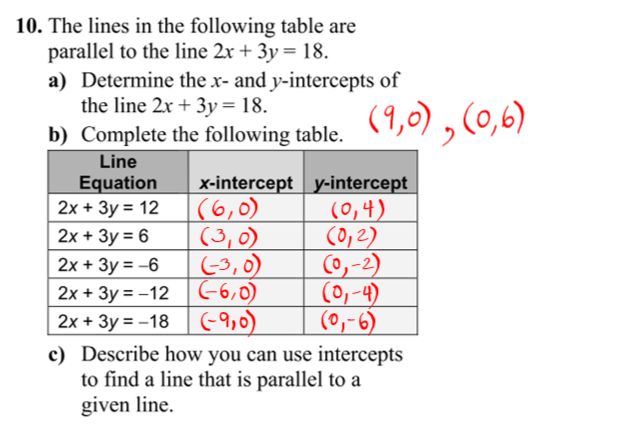 10. The lines in the following table are
parallel to the line 2x + 3y = 18.
a) Determine the x- and y-intercepts of
the line 2x + 3y = 18.
(9,0), (0,6)
b) Complete the following table.
Line Equation x-intercept y-intercept
2x + 3y = 12 (6,0) (0,4)
2x + 3y = 6 (3,0) (0,2)
2x + 3y = –6 (-3,0) (0,-2)
2x + 3y = –12 (-6,0) (0,-4)
2x + 3y = –18 (-9,0) (0,-6)
c) Describe how you can use intercepts
to find a line that is parallel to a
given line.